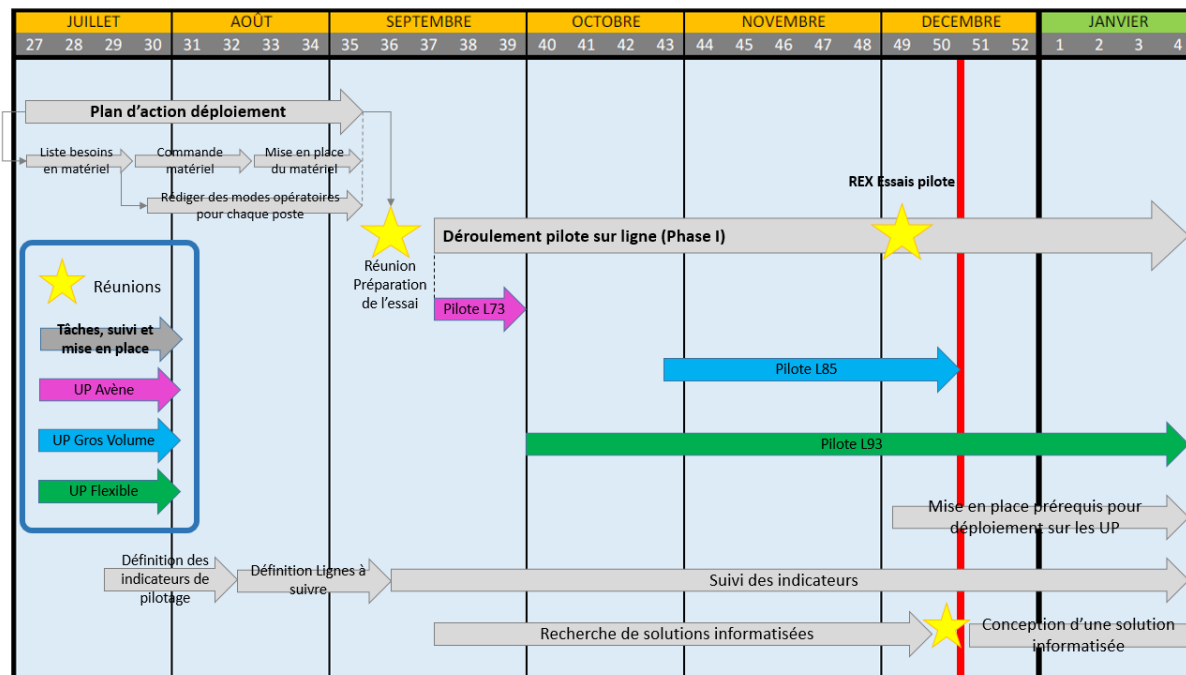 JUILLET AOÛT SEPTEMBRE OCTOBRE NOVEMBRE DECEMBRE JANVIER
27 28 29 30 31 32 33 34 35 36 37 38 39 40 41 42 43 44 45 46 47 48 49 50 51 52 1 2 3 4
Plan d’action déploiement
Liste besoins
en matériel
Commande
matériel
Mise en place
du matériel
Rédiger des modes opératoires
pour chaque poste
REX Essais pilote
Déroulement pilote sur ligne (Phase I)
Réunion
Préparation
de l’essai
Réunions
Tâches, suivi et
mise en place
UP Avène
UP Gros Volume
UP Flexible
Pilote L73
Pilote L85
Pilote L93
Mise en place prérequis pour
déploiement sur les UP
Définition des
indicateurs de
pilotage
Définition Lignes à
suivre
Suivi des indicateurs
Recherche de solutions informatisées
Conception d’une solution
informatisée